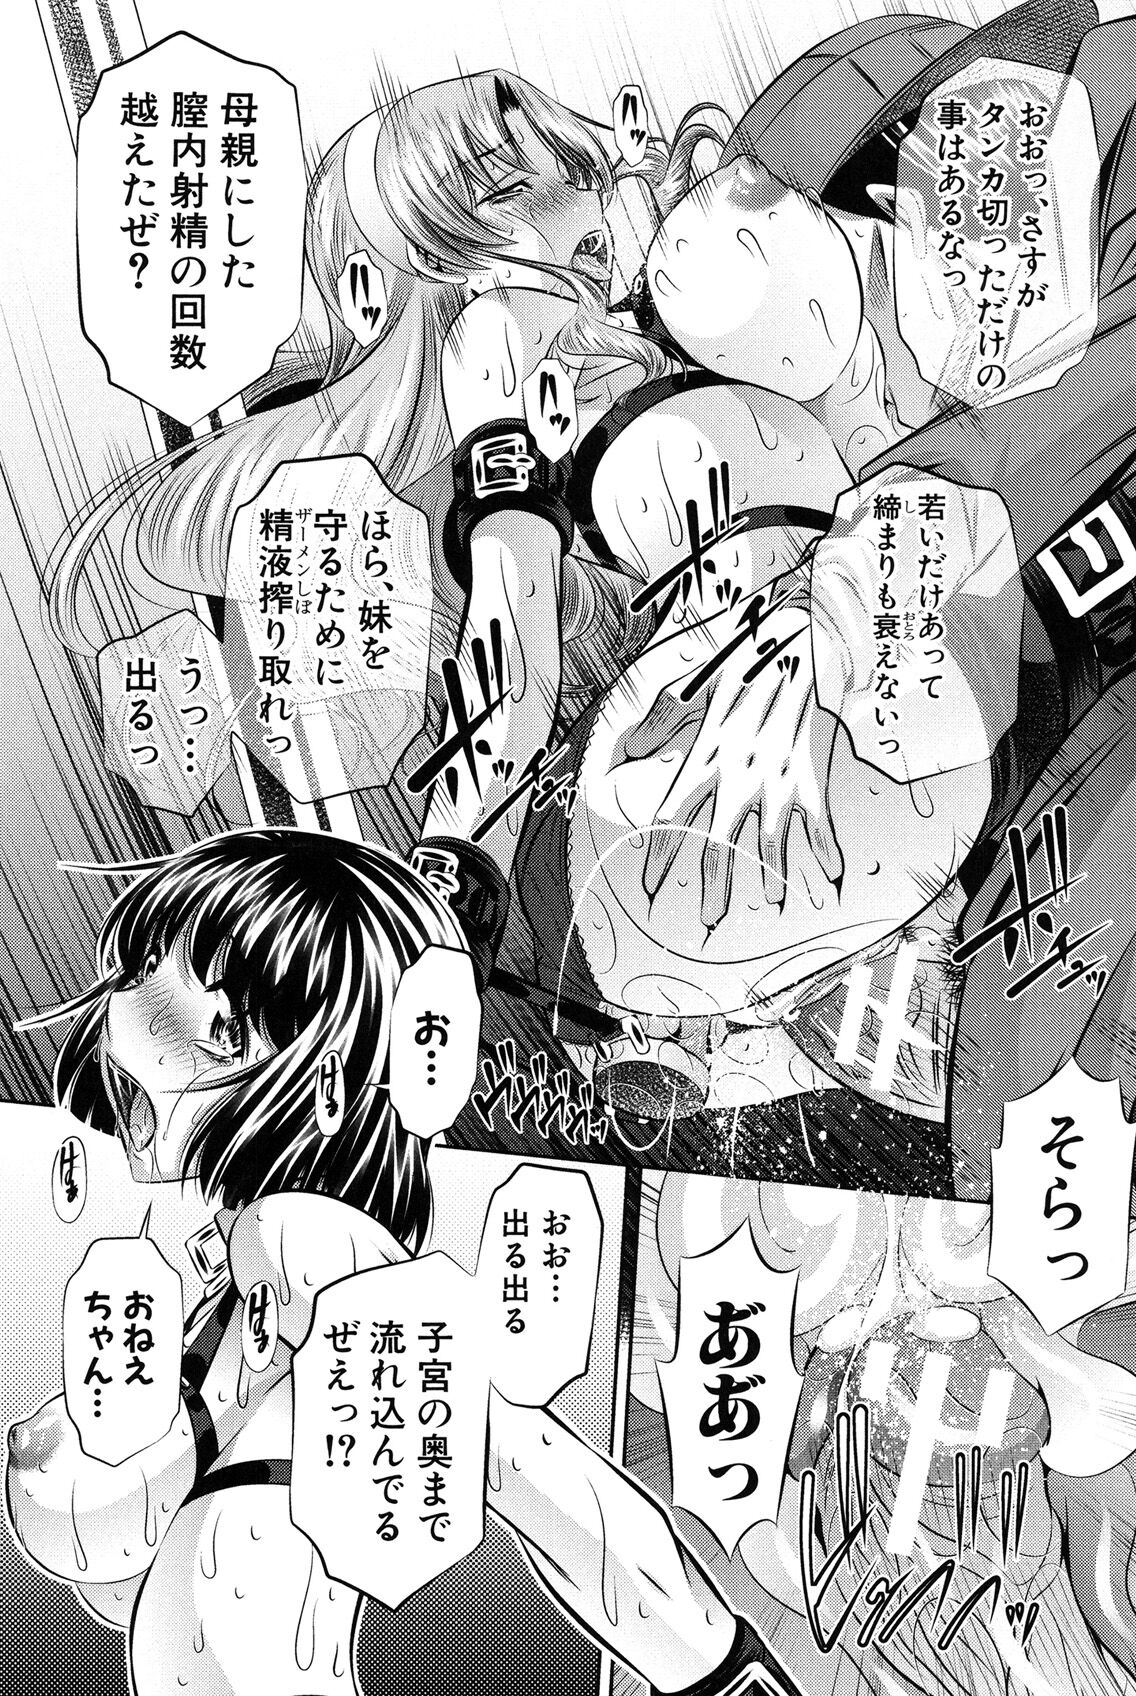 おおっ、さすが
タンカ切っただけの
事はあるなっ
母親にした
膣内射精の回数
越えたぜ？
若いだけあって
締まりも衰えないっ
ほら、妹を
守るために
精液搾り取れっ
うっ…
出るっ
お…
おねえ
ちゃん…
そらっ
あ゛あ゛っ
おお…
出る出る
子宮の奥まで
流れ込んでる
ぜえっ!?